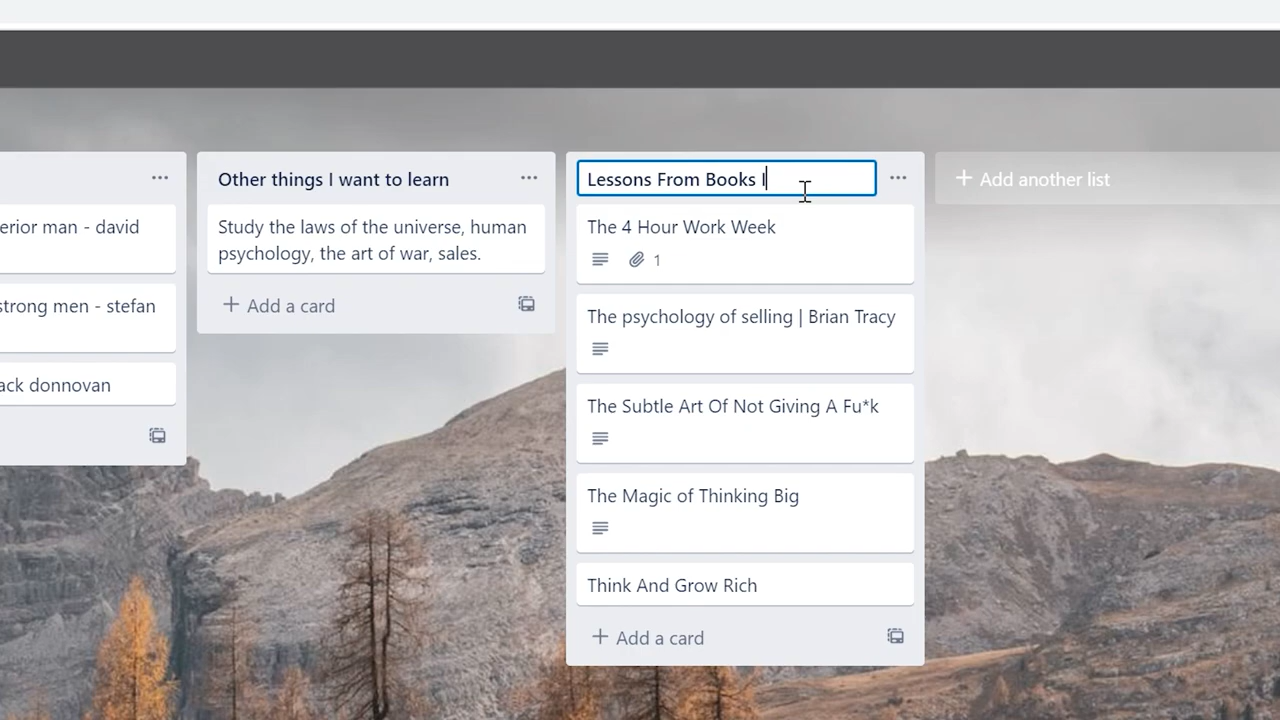 erior man - david
strong men - stefan
ack donnovan
Other things I want to learn
Study the laws of the universe, human
psychology, the art of war, sales.
Add a card
Lessons From Books I
The 4 Hour Work Week
1
The psychology of selling | Brian Tracy
The Subtle Art Of Not Giving A Fu*k
The Magic of Thinking Big
Think And Grow Rich
Add a card
Add another list